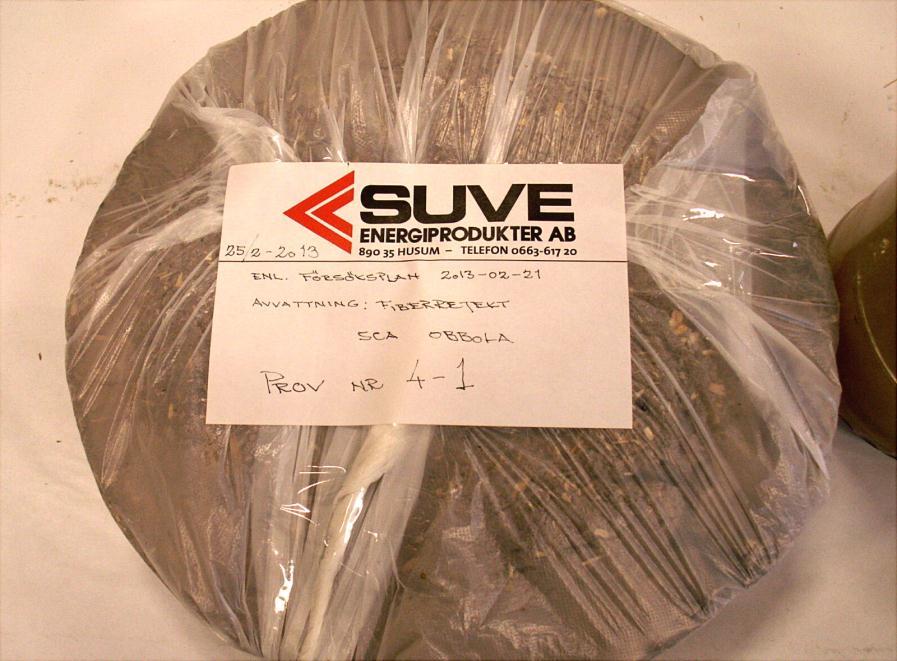 SUVE
ENERGIPRODUKTER AB
890 35 HUSUM – TELEFON 0663-617 20
25/2-2013
ENL. FÖRSÖKSPLAN 2013-02-21
AVVATTNING: FIBERREJEKT
SCA OBBOLA
PROV NR 4-1